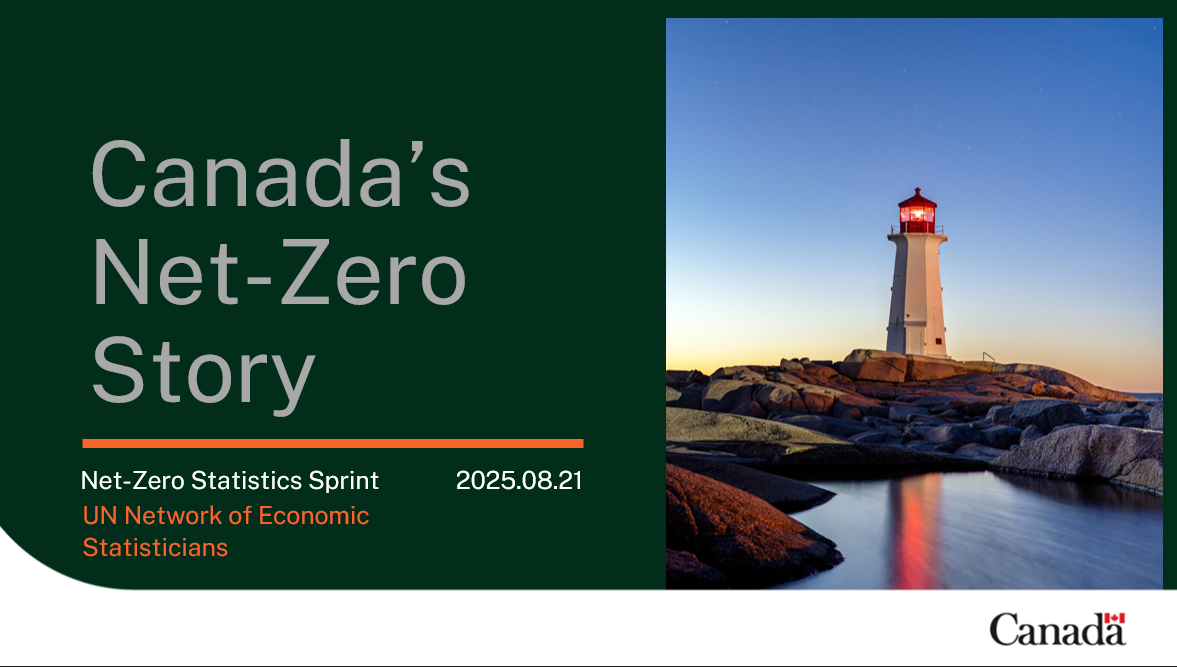 Canada’s
Net-Zero
Story
Net-Zero Statistics Sprint 2025.08.21
UN Network of Economic
Statisticians
Canada